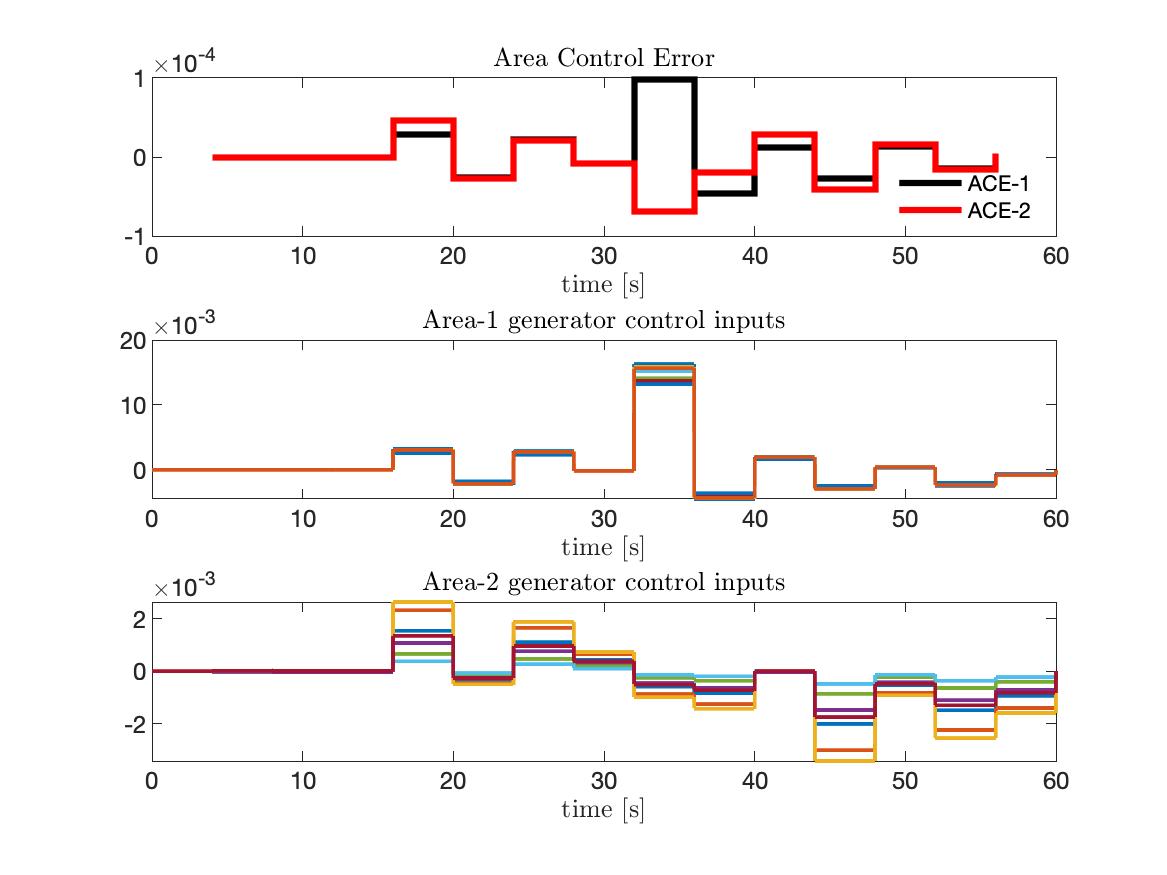 Area Control Error
×10-4
1
0
-1
0 10 20 30 40 50 60
time [s]
ACE-1
ACE-2
Area-1 generator control inputs
×10-3
20
10
0
0 10 20 30 40 50 60
time [s]
Area-2 generator control inputs
×10-3
2
0
-2
0 10 20 30 40 50 60
time [s]